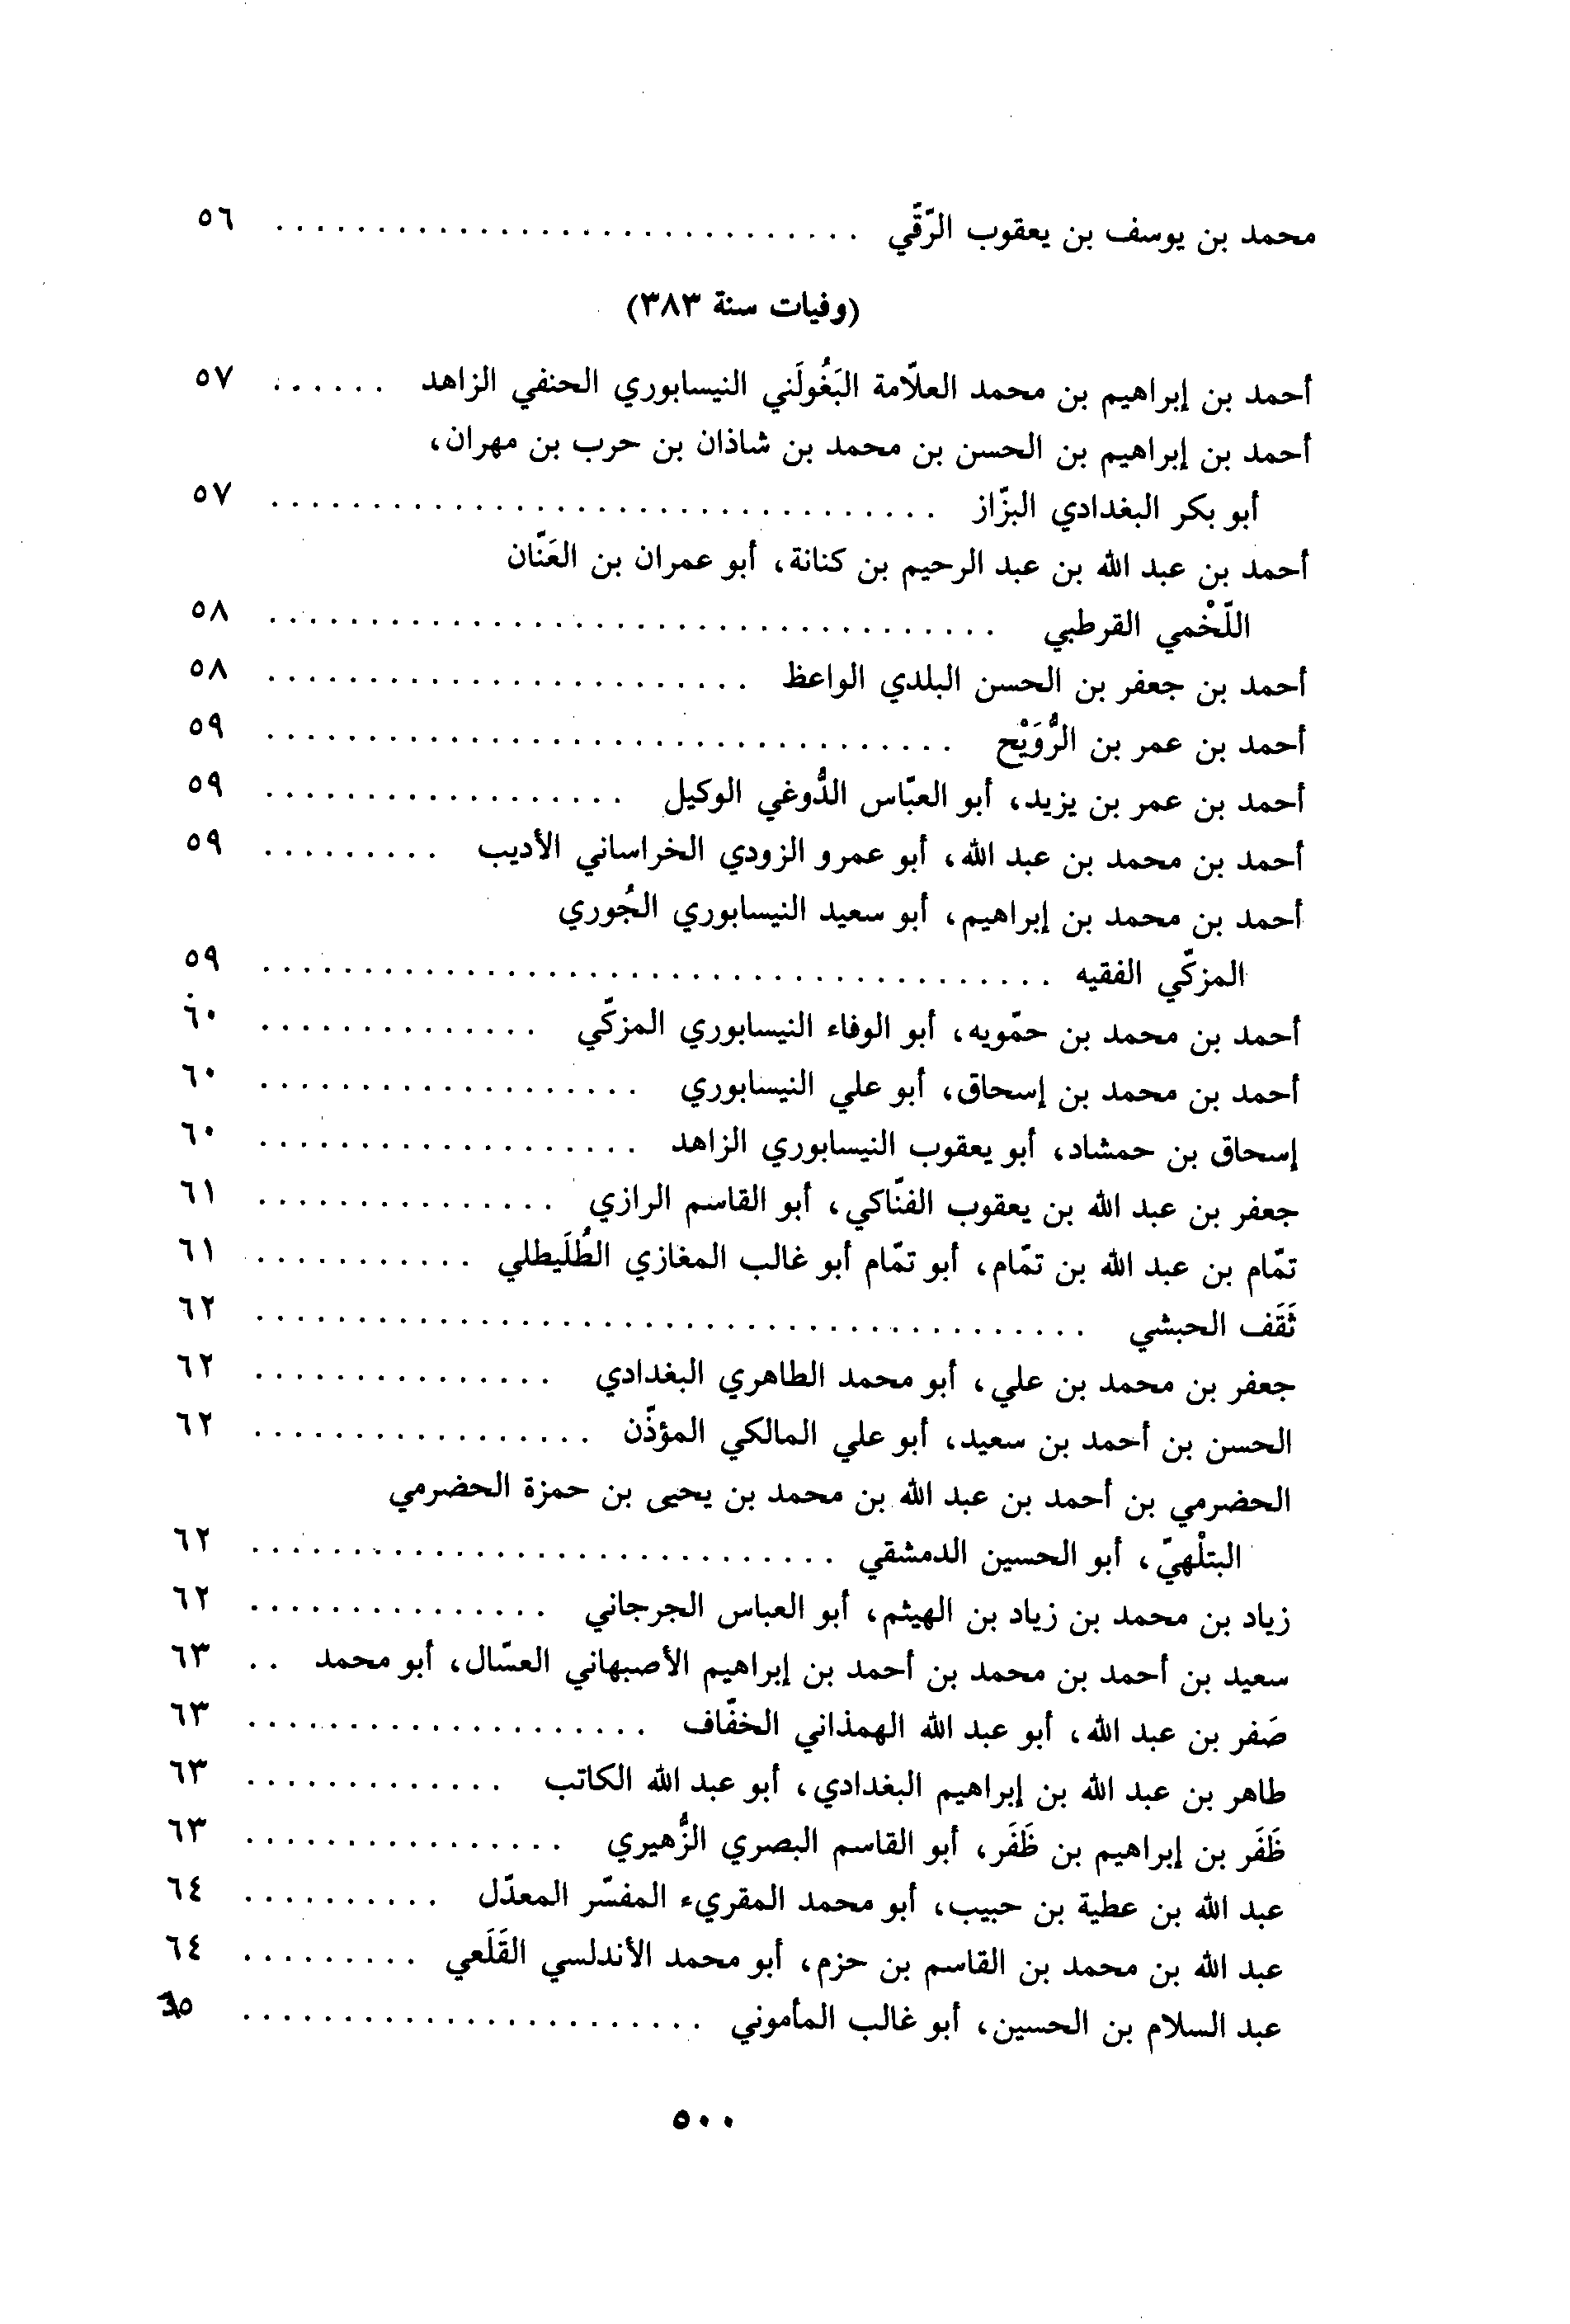 محمد بن يوسف بن يعقوب الرّقّي ............................. ٥٦
(وفيات سنة ٣٨٣)
أحمد بن إبراهيم بن محمد العلّامة البَغُولَني النيسابوري الحنفي الزاهد ...... ٥٧
أحمد بن إبراهيم بن الحسن بن محمد بن شاذان بن حرب بن مهران،
أبو بكر البغدادي البزّاز ................................. ٥٧
أحمد بن عبد الله بن عبد الرحيم بن كنانة، أبو عمران بن العَنّان
اللّخْمي القرطبي .................................... ٥٨
أحمد بن جعفر بن الحسن البلدي الواعظ ........................ ٥٨
أحمد بن عمر بن الرُّوَيْح .................................. ٥٩
أحمد بن عمر بن يزيد، أبو العبّاس الدُّوغي الوكيل .................. ٥٩
أحمد بن محمد بن عبد الله، أبو عمرو الزودي الخراساني الأديب ......... ٥٩
أحمد بن محمد بن إبراهيم، أبو سعيد النيسابوري الجُوري
المزكّي الفقيه ....................................... ٥٩
أحمد بن محمد بن حمّويه، أبو الوفاء النيسابوري المزكّي .............. ٦٠
أحمد بن محمد بن إسحاق، أبو علي النيسابوري ................... ٦٠
إسحاق بن حمشاد، أبو يعقوب النيسابوري الزاهد ................... ٦٠
جعفر بن عبد الله بن يعقوب الفنّاكي، أبو القاسم الرازي ............... ٦١
تمّام بن عبد الله بن تمّام، أبو تمّام أبو غالب المغازي الطُلَيطلي ........... ٦١
ثَقَف الحبشي ......................................... ٦٢
جعفر بن محمد بن علي، أبو محمد الطاهري البغدادي ............... ٦٢
الحسن بن أحمد بن سعيد، أبو علي المالكي المؤذّن ................. ٦٢
الحضرمي بن أحمد بن عبد الله بن محمد بن يحيى بن حمزة الحضرمي
البتلْهيّ، أبو الحسين الدمشقي ............................. ٦٢
زياد بن محمد بن زياد بن الهيثم، أبو العباس الجرجاني ............... ٦٢
سعيد بن أحمد بن محمد بن أحمد بن إبراهيم الأصبهاني العسّال، أبو محمد .. ٦٣
صَفر بن عبد الله، أبو عبد الله الهمذاني الخفّاف .................... ٦٣
طاهر بن عبد الله بن إبراهيم البغدادي، أبو عبد الله الكاتب ............. ٦٣
ظَفَر بن إبراهيم بن ظَفَر، أبو القاسم البصري الزُّهيري ................ ٦٣
عبد الله بن عطية بن حبيب، أبو محمد المقريء المفسّر المعدّل .......... ٦٤
عبد الله بن محمد بن القاسم بن حزم، أبو محمد الأندلسي القَلَعي ......... ٦٤
عبد السلام بن الحسين، أبو غالب المأموني ....................... ٦٥
٥٠٠